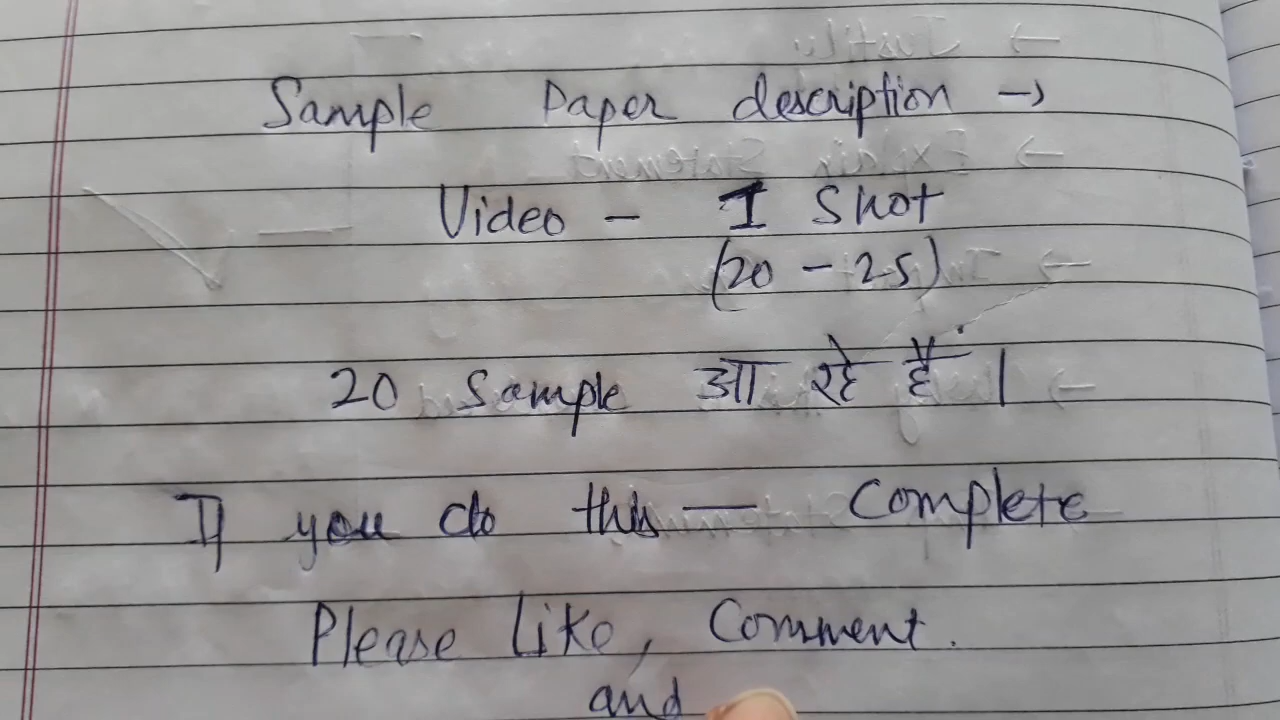 Sample Paper description →
Video - 1 Shot
(20 - 25)
20 Sample आ रहे हैं |
If you do this — Complete
Please Like, Comment.
and